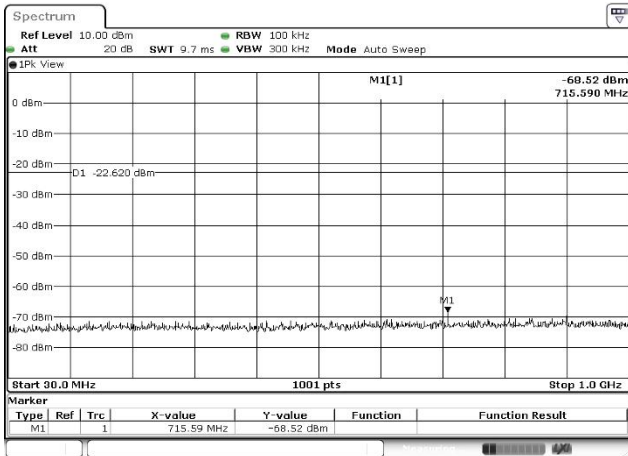 Spectrum
Ref Level 10.00 dBm RBW 100 kHz
Att 20 dB SWT 9.7 ms VBW 300 kHz Mode Auto Sweep
1Pk View
M1[1] -68.52 dBm
715.590 MHz
0 dBm
-10 dBm
-20 dBm
D1 -22.620 dBm
-30 dBm
-40 dBm
-50 dBm
-60 dBm
M1
-70 dBm
-80 dBm
Start 30.0 MHz 1001 pts Stop 1.0 GHz
Marker
Type Ref Trc X-value Y-value Function Function Result
M1 1 715.59 MHz -68.52 dBm